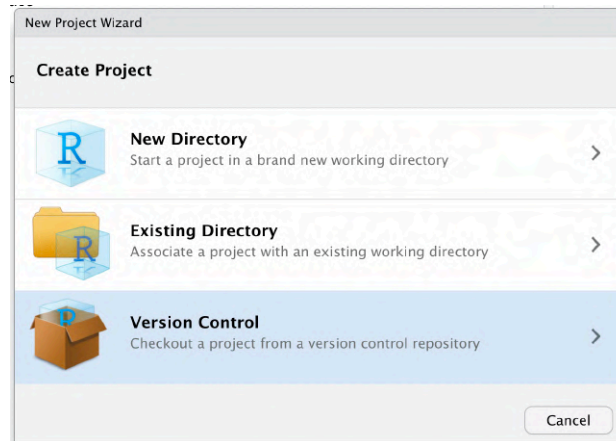 New Project Wizard
Create Project
R
New Directory
Start a project in a brand new working directory
R
Existing Directory
Associate a project with an existing working directory
R
Version Control
Checkout a project from a version control repository
Cancel